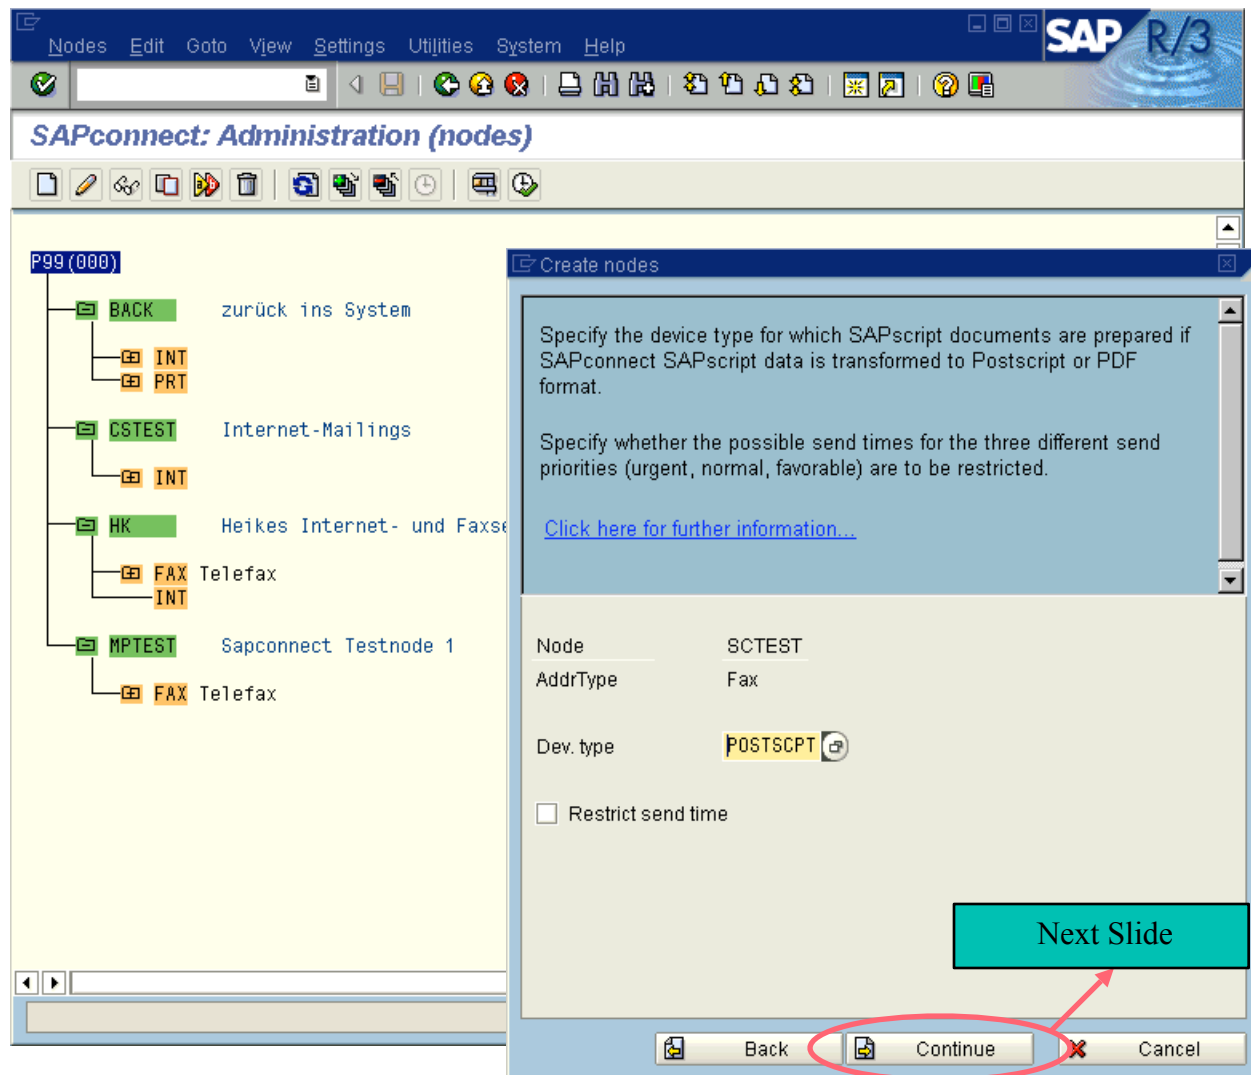 Nodes Edit Goto View Settings Utilities System Help
SAP R/3
SAPconnect: Administration (nodes)
P99(000)
BACK zurück ins System
INT
PRT
CSTEST Internet-Mailings
INT
HK Heikes Internet- und Faxse
FAX Telefax
INT
MPTEST Sapconnect Testnode 1
FAX Telefax
Create nodes
Specify the device type for which SAPscript documents are prepared if
SAPconnect SAPscript data is transformed to Postscript or PDF
format.
Specify whether the possible send times for the three different send
priorities (urgent, normal, favorable) are to be restricted.
Click here for further information...
Node SCTEST
AddrType Fax
Dev. type POSTSCPT
Restrict send time
Next Slide
Back Continue Cancel